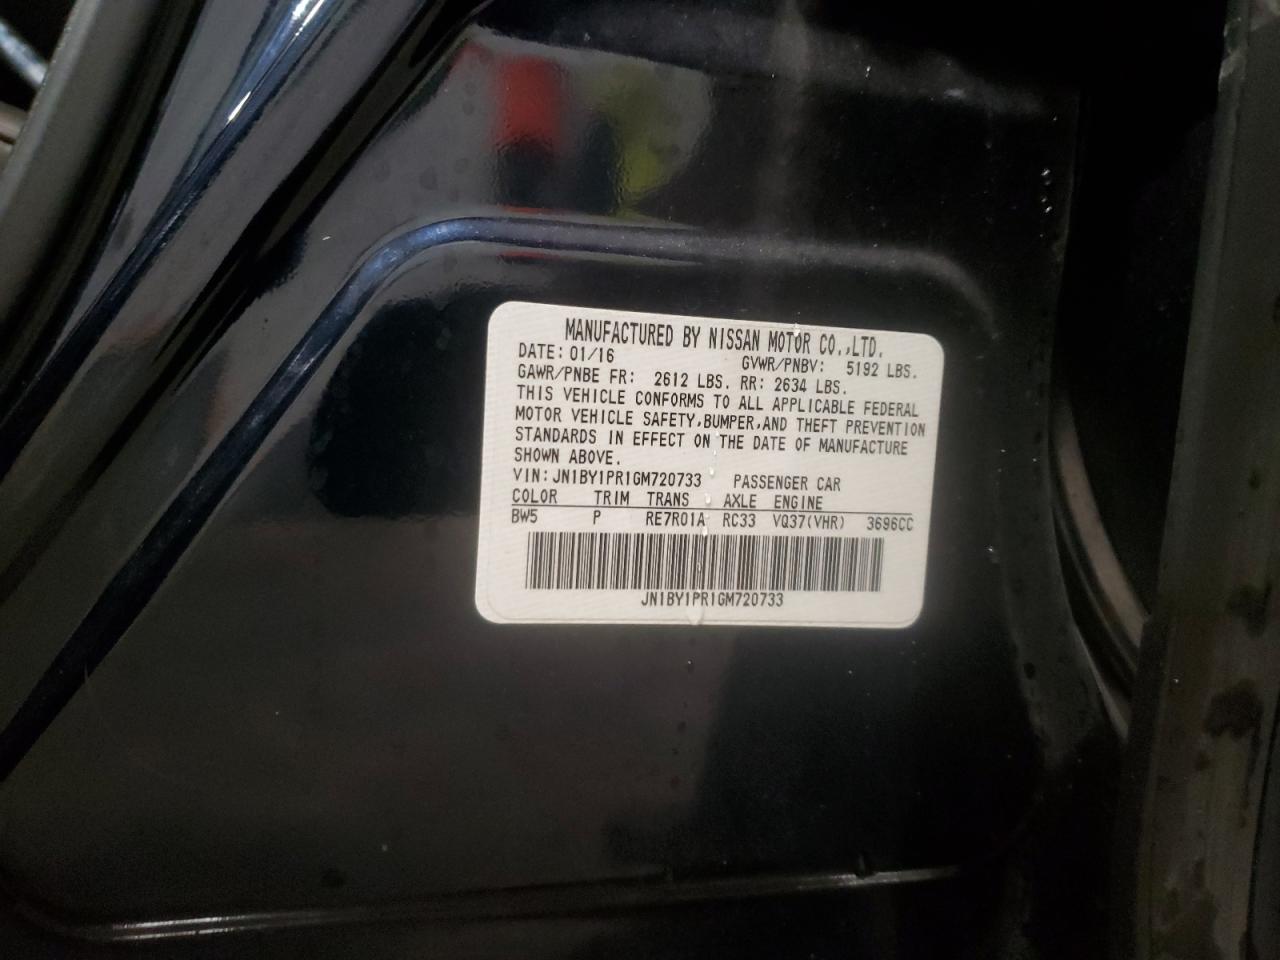 MANUFACTURED BY NISSAN MOTOR CO.,LTD.
DATE: 01/16 GVWR/PNBV: 5192 LBS.
GAWR/PNBE FR: 2612 LBS. RR: 2634 LBS.
THIS VEHICLE CONFORMS TO ALL APPLICABLE FEDERAL
MOTOR VEHICLE SAFETY,BUMPER,AND THEFT PREVENTION
STANDARDS IN EFFECT ON THE DATE OF MANUFACTURE
SHOWN ABOVE.
VIN: JN1BY1PR1GM720733 PASSENGER CAR
COLOR TRIM TRANS AXLE ENGINE
BW5 P RE7R01A RC33 VQ37(VHR) 3696CC
JN1BY1PR1GM720733